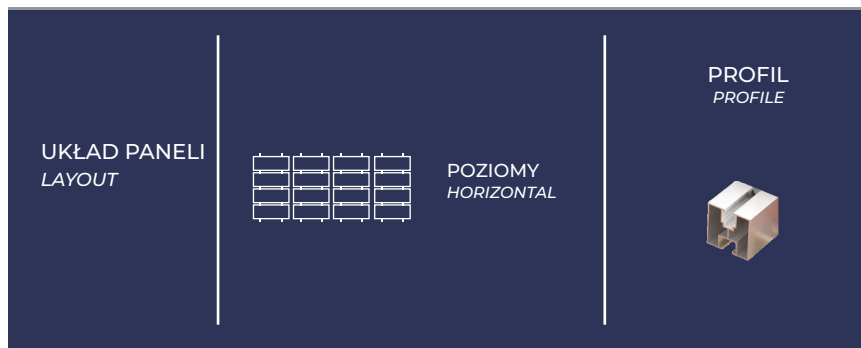 UKŁAD PANELI
LAYOUT
POZIOMY
HORIZONTAL
PROFIL
PROFILE